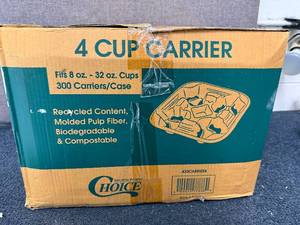 4 CUP CARRIER
Fits 8 oz. - 32 oz. Cups
300 Carriers/Case
Recycled Content,
Molded Pulp Fiber,
Biodegradable
& Compostable
CHOICE